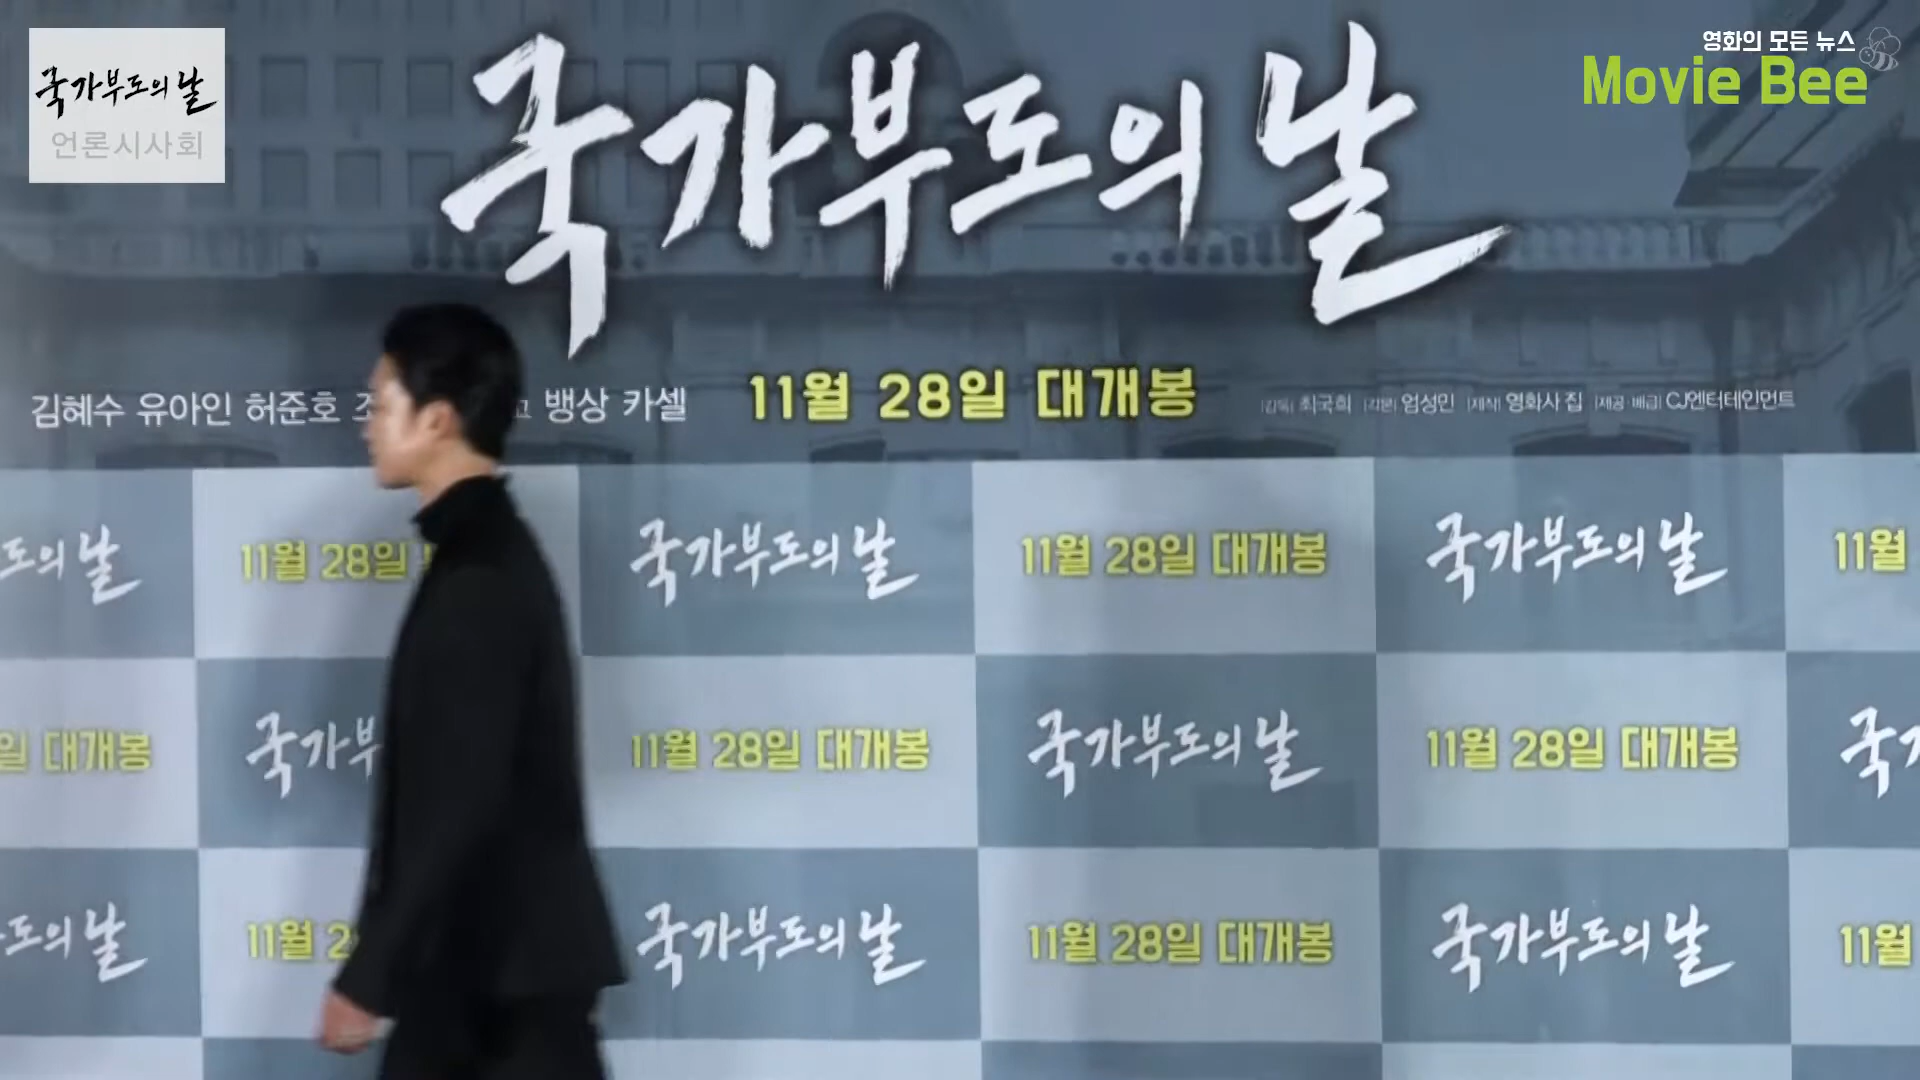 국가부도의 날
언론시사회
영화의 모든 뉴스
Movie Bee
국가부도의 날
김혜수 유아인 허준호 조 뱅상 카셀
11월 28일 대개봉
|감독| 최국희 |각본| 엄성민 |제작| 영화사 집 |제공·배급| CJ엔터테인먼트
도의 날 11월 28일 국가부도의 날 11월 28일 대개봉 국가부도의 날 11월
일 대개봉 국가부 11월 28일 대개봉 국가부도의 날 11월 28일 대개봉 국가
도의 날 11월 2 국가부도의 날 11월 28일 대개봉 국가부도의 날 11월